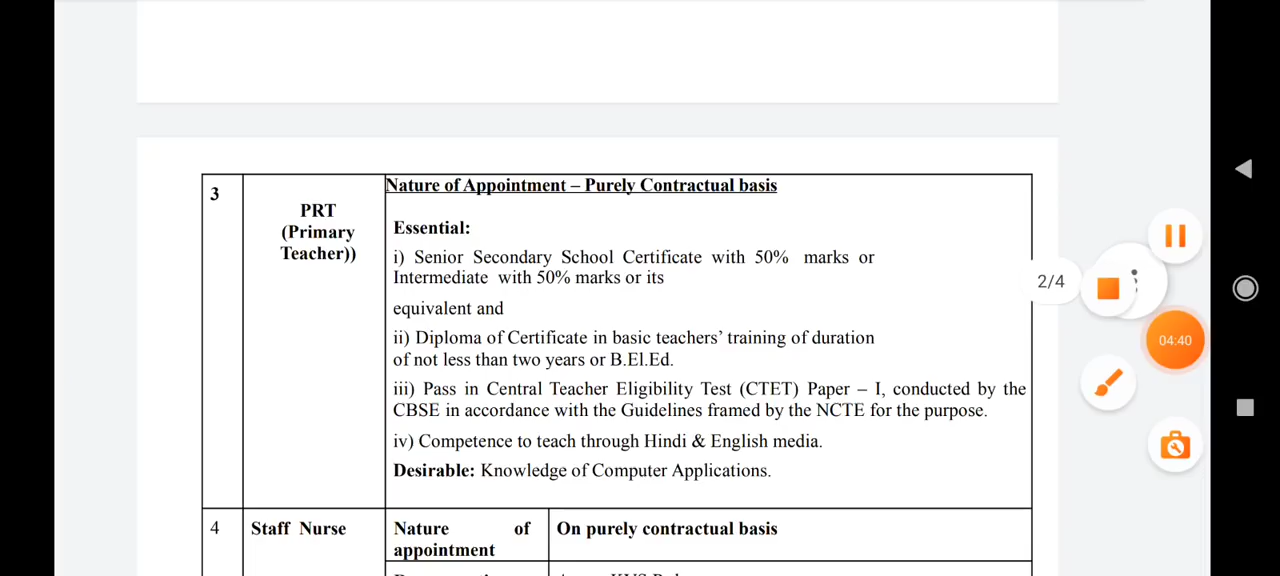 3
PRT
(Primary
Teacher))
Nature of Appointment – Purely Contractual basis
Essential:
i) Senior Secondary School Certificate with 50% marks or
Intermediate with 50% marks or its
equivalent and
ii) Diploma of Certificate in basic teachers’ training of duration
of not less than two years or B.El.Ed.
iii) Pass in Central Teacher Eligibility Test (CTET) Paper – I, conducted by the
CBSE in accordance with the Guidelines framed by the NCTE for the purpose.
iv) Competence to teach through Hindi & English media.
Desirable: Knowledge of Computer Applications.
4
Staff Nurse
Nature of
appointment
On purely contractual basis
2/4
04:40